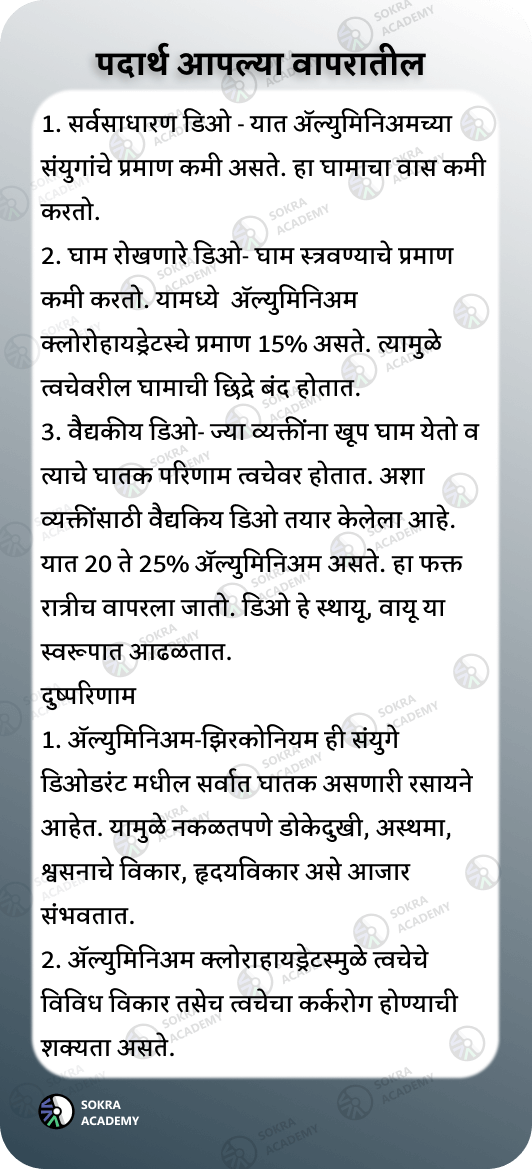 पदार्थ आपल्या वापरातील
1. सर्वसाधारण डिओ - यात ॲल्युमिनिअमच्या
संयुगांचे प्रमाण कमी असते. हा घामाचा वास कमी
करतो.
2. घाम रोखणारे डिओ- घाम स्त्रवण्याचे प्रमाण
कमी करतो. यामध्ये ॲल्युमिनिअम
क्लोरोहायड्रेटस्चे प्रमाण 15% असते. त्यामुळे
त्वचेवरील घामाची छिद्रे बंद होतात.
3. वैद्यकीय डिओ- ज्या व्यक्तींना खूप घाम येतो व
त्याचे घातक परिणाम त्वचेवर होतात. अशा
व्यक्तींसाठी वैद्यकिय डिओ तयार केलेला आहे.
यात 20 ते 25% ॲल्युमिनिअम असते. हा फक्त
रात्रीच वापरला जातो. डिओ हे स्थायू, वायू या
स्वरूपात आढळतात.
दुष्परिणाम
1. ॲल्युमिनिअम-झिरकोनियम ही संयुगे
डिओडरंट मधील सर्वात घातक असणारी रसायने
आहेत. यामुळे नकळतपणे डोकेदुखी, अस्थमा,
श्वसनाचे विकार, हृदयविकार असे आजार
संभवतात.
2. ॲल्युमिनिअम क्लोराहायड्रेटस्मुळे त्वचेचे
विविध विकार तसेच त्वचेचा कर्करोग होण्याची
शक्यता असते.
SOKRA
ACADEMY